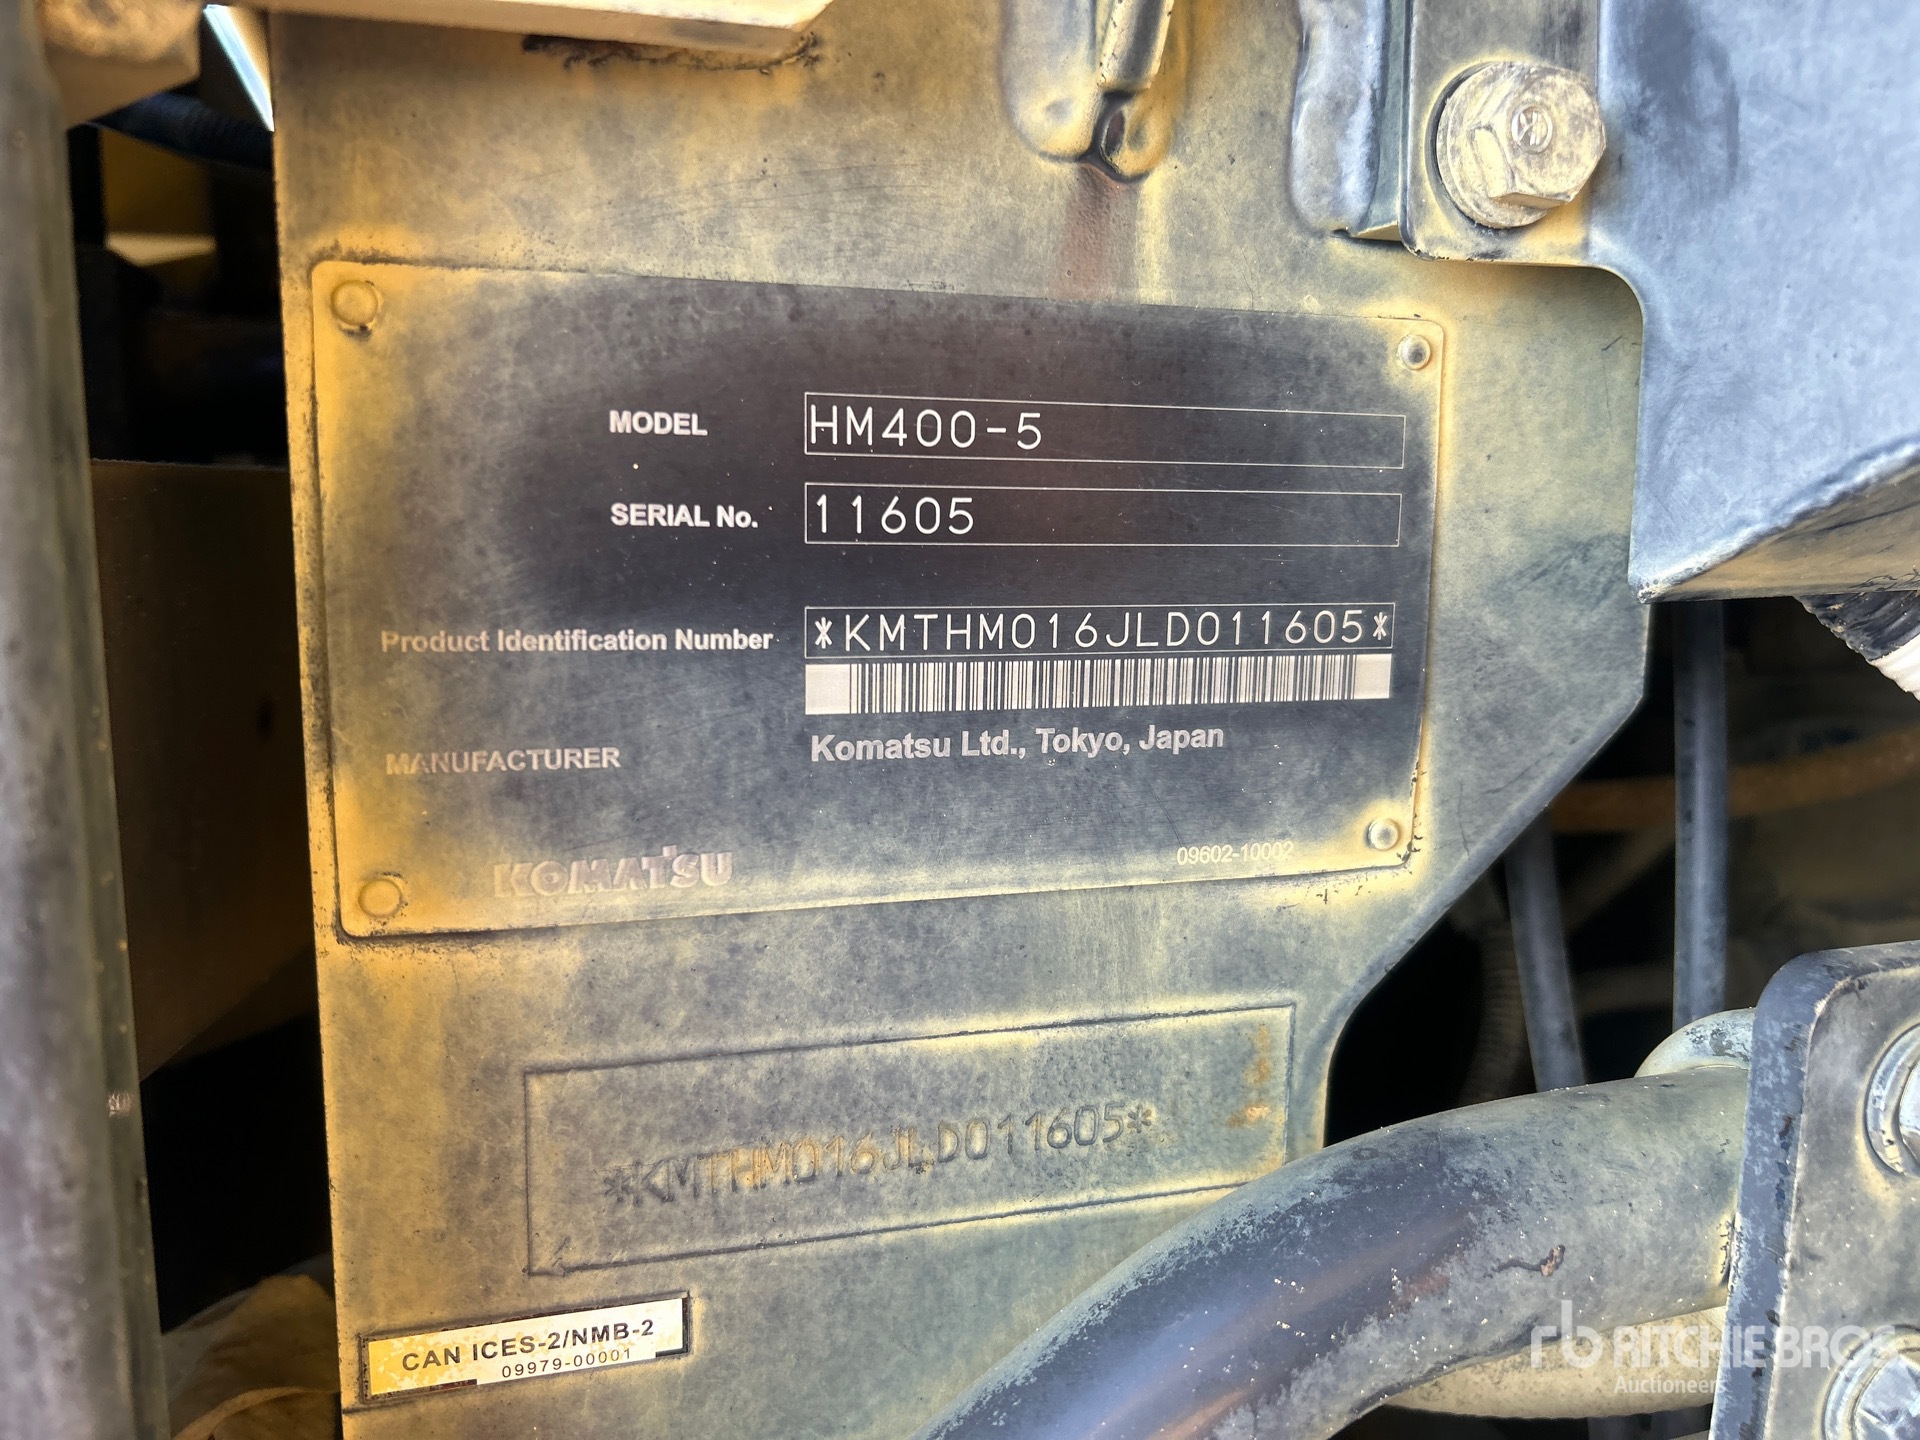 MODEL HM400-5
SERIAL No. 11605
Product Identification Number *KMTHM016JLD011605*
MANUFACTURER Komatsu Ltd., Tokyo, Japan
KOMATSU 09602-10002
*KMTHM016JLD011605*
CAN ICES-2/NMB-2
09979-00001
rb RITCHIE BROS.
Auctioneers